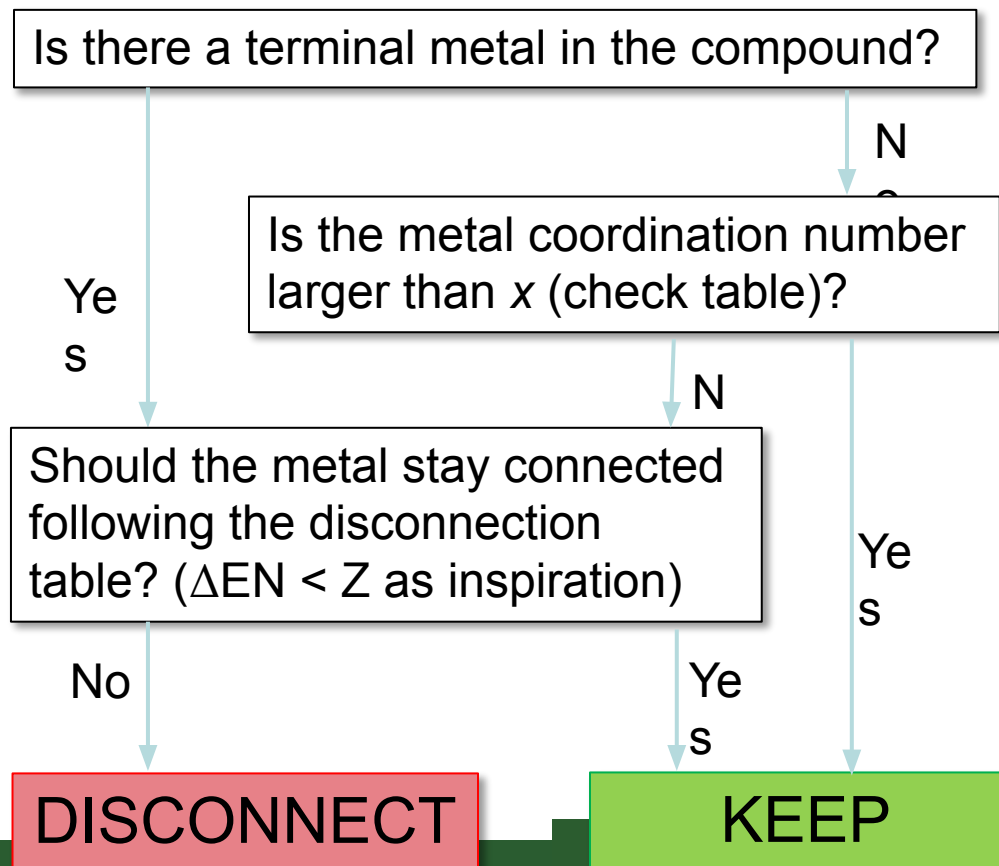 Is there a terminal metal in the compound?
N
Is the metal coordination number
larger than x (check table)?
Ye
s
N
Should the metal stay connected
following the disconnection
table? (ΔEN < Z as inspiration)
Ye
s
No
Ye
s
DISCONNECT
KEEP